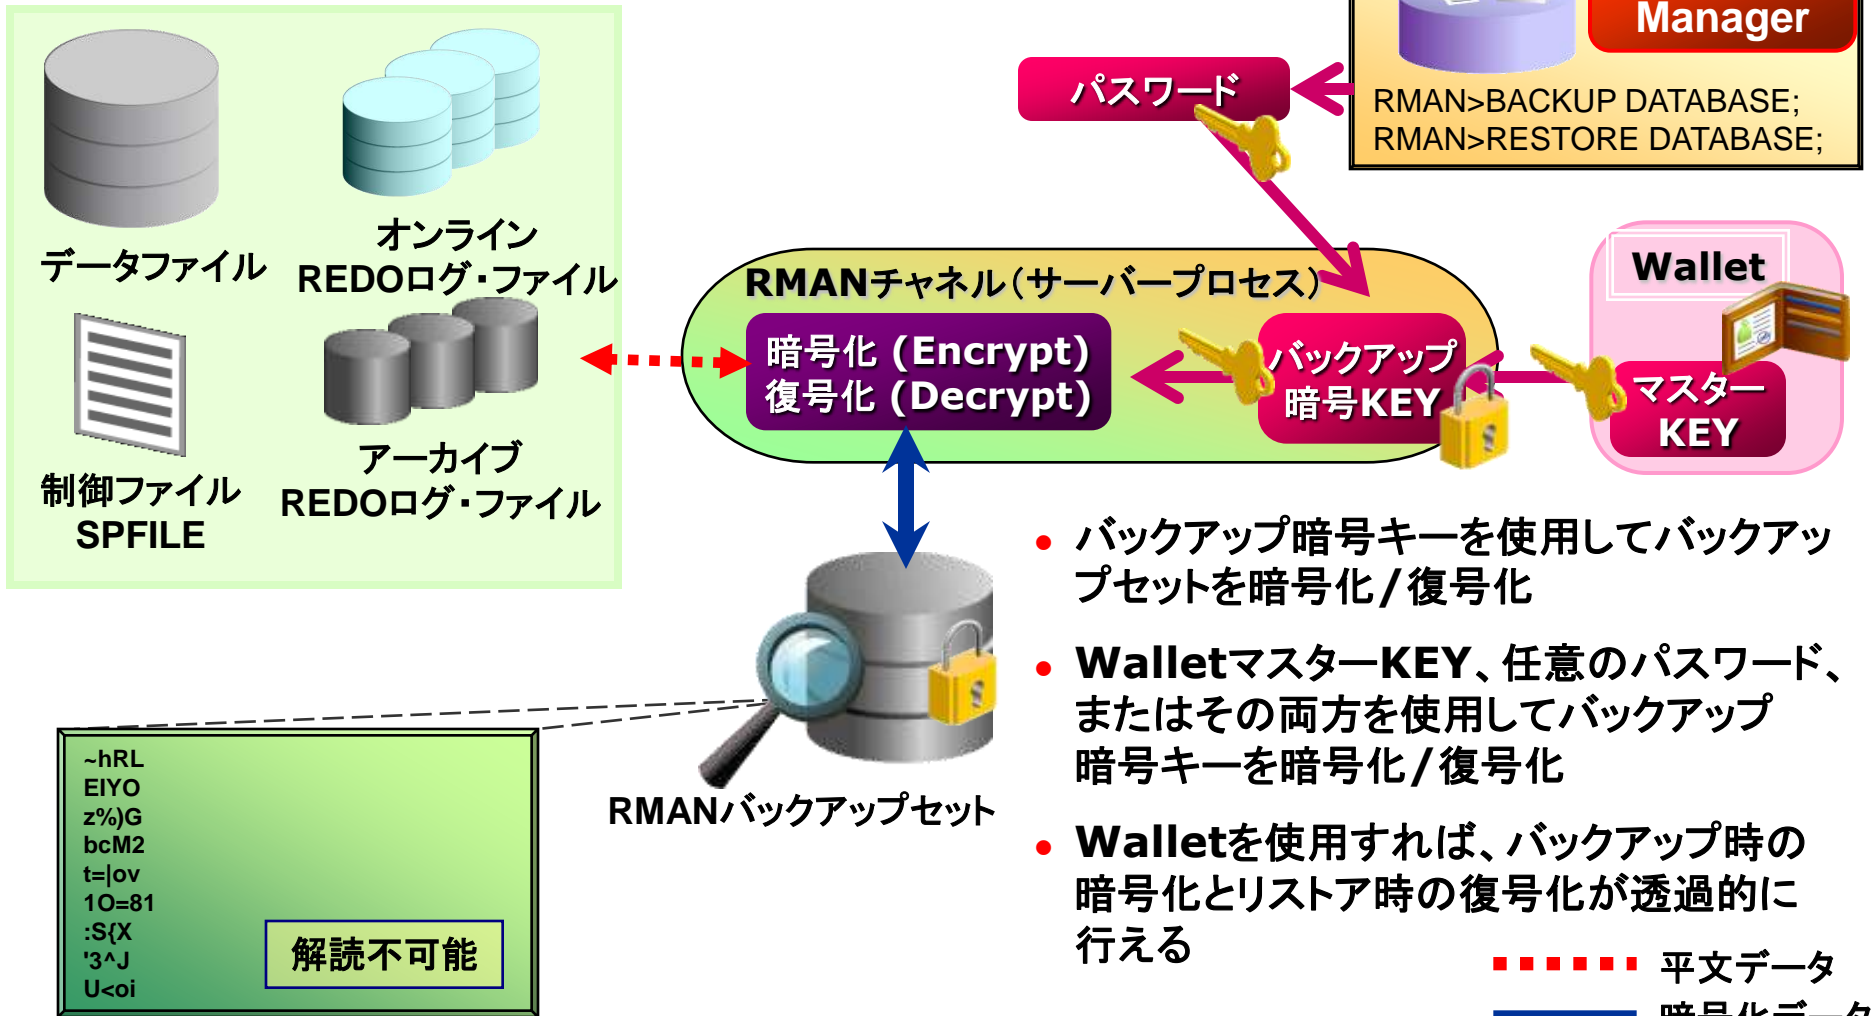 Manager
パスワード
RMAN>BACKUP DATABASE;
RMAN>RESTORE DATABASE;
データファイル
オンライン
REDOログ・ファイル
制御ファイル
SPFILE
アーカイブ
REDOログ・ファイル
RMANチャネル(サーバープロセス)
暗号化 (Encrypt)
復号化 (Decrypt)
バックアップ
暗号KEY
Wallet
マスター
KEY
RMANバックアップセット
~hRL
EIYO
z%)G
bcM2
t=|ov
1O=81
:S{X
'3^J
U<oi
解読不可能
● バックアップ暗号キーを使用してバックアッ
プセットを暗号化/復号化
● WalletマスターKEY、任意のパスワード、
またはその両方を使用してバックアップ
暗号キーを暗号化/復号化
● Walletを使用すれば、バックアップ時の
暗号化とリストア時の復号化が透過的に
行える
平文データ
暗号化データ